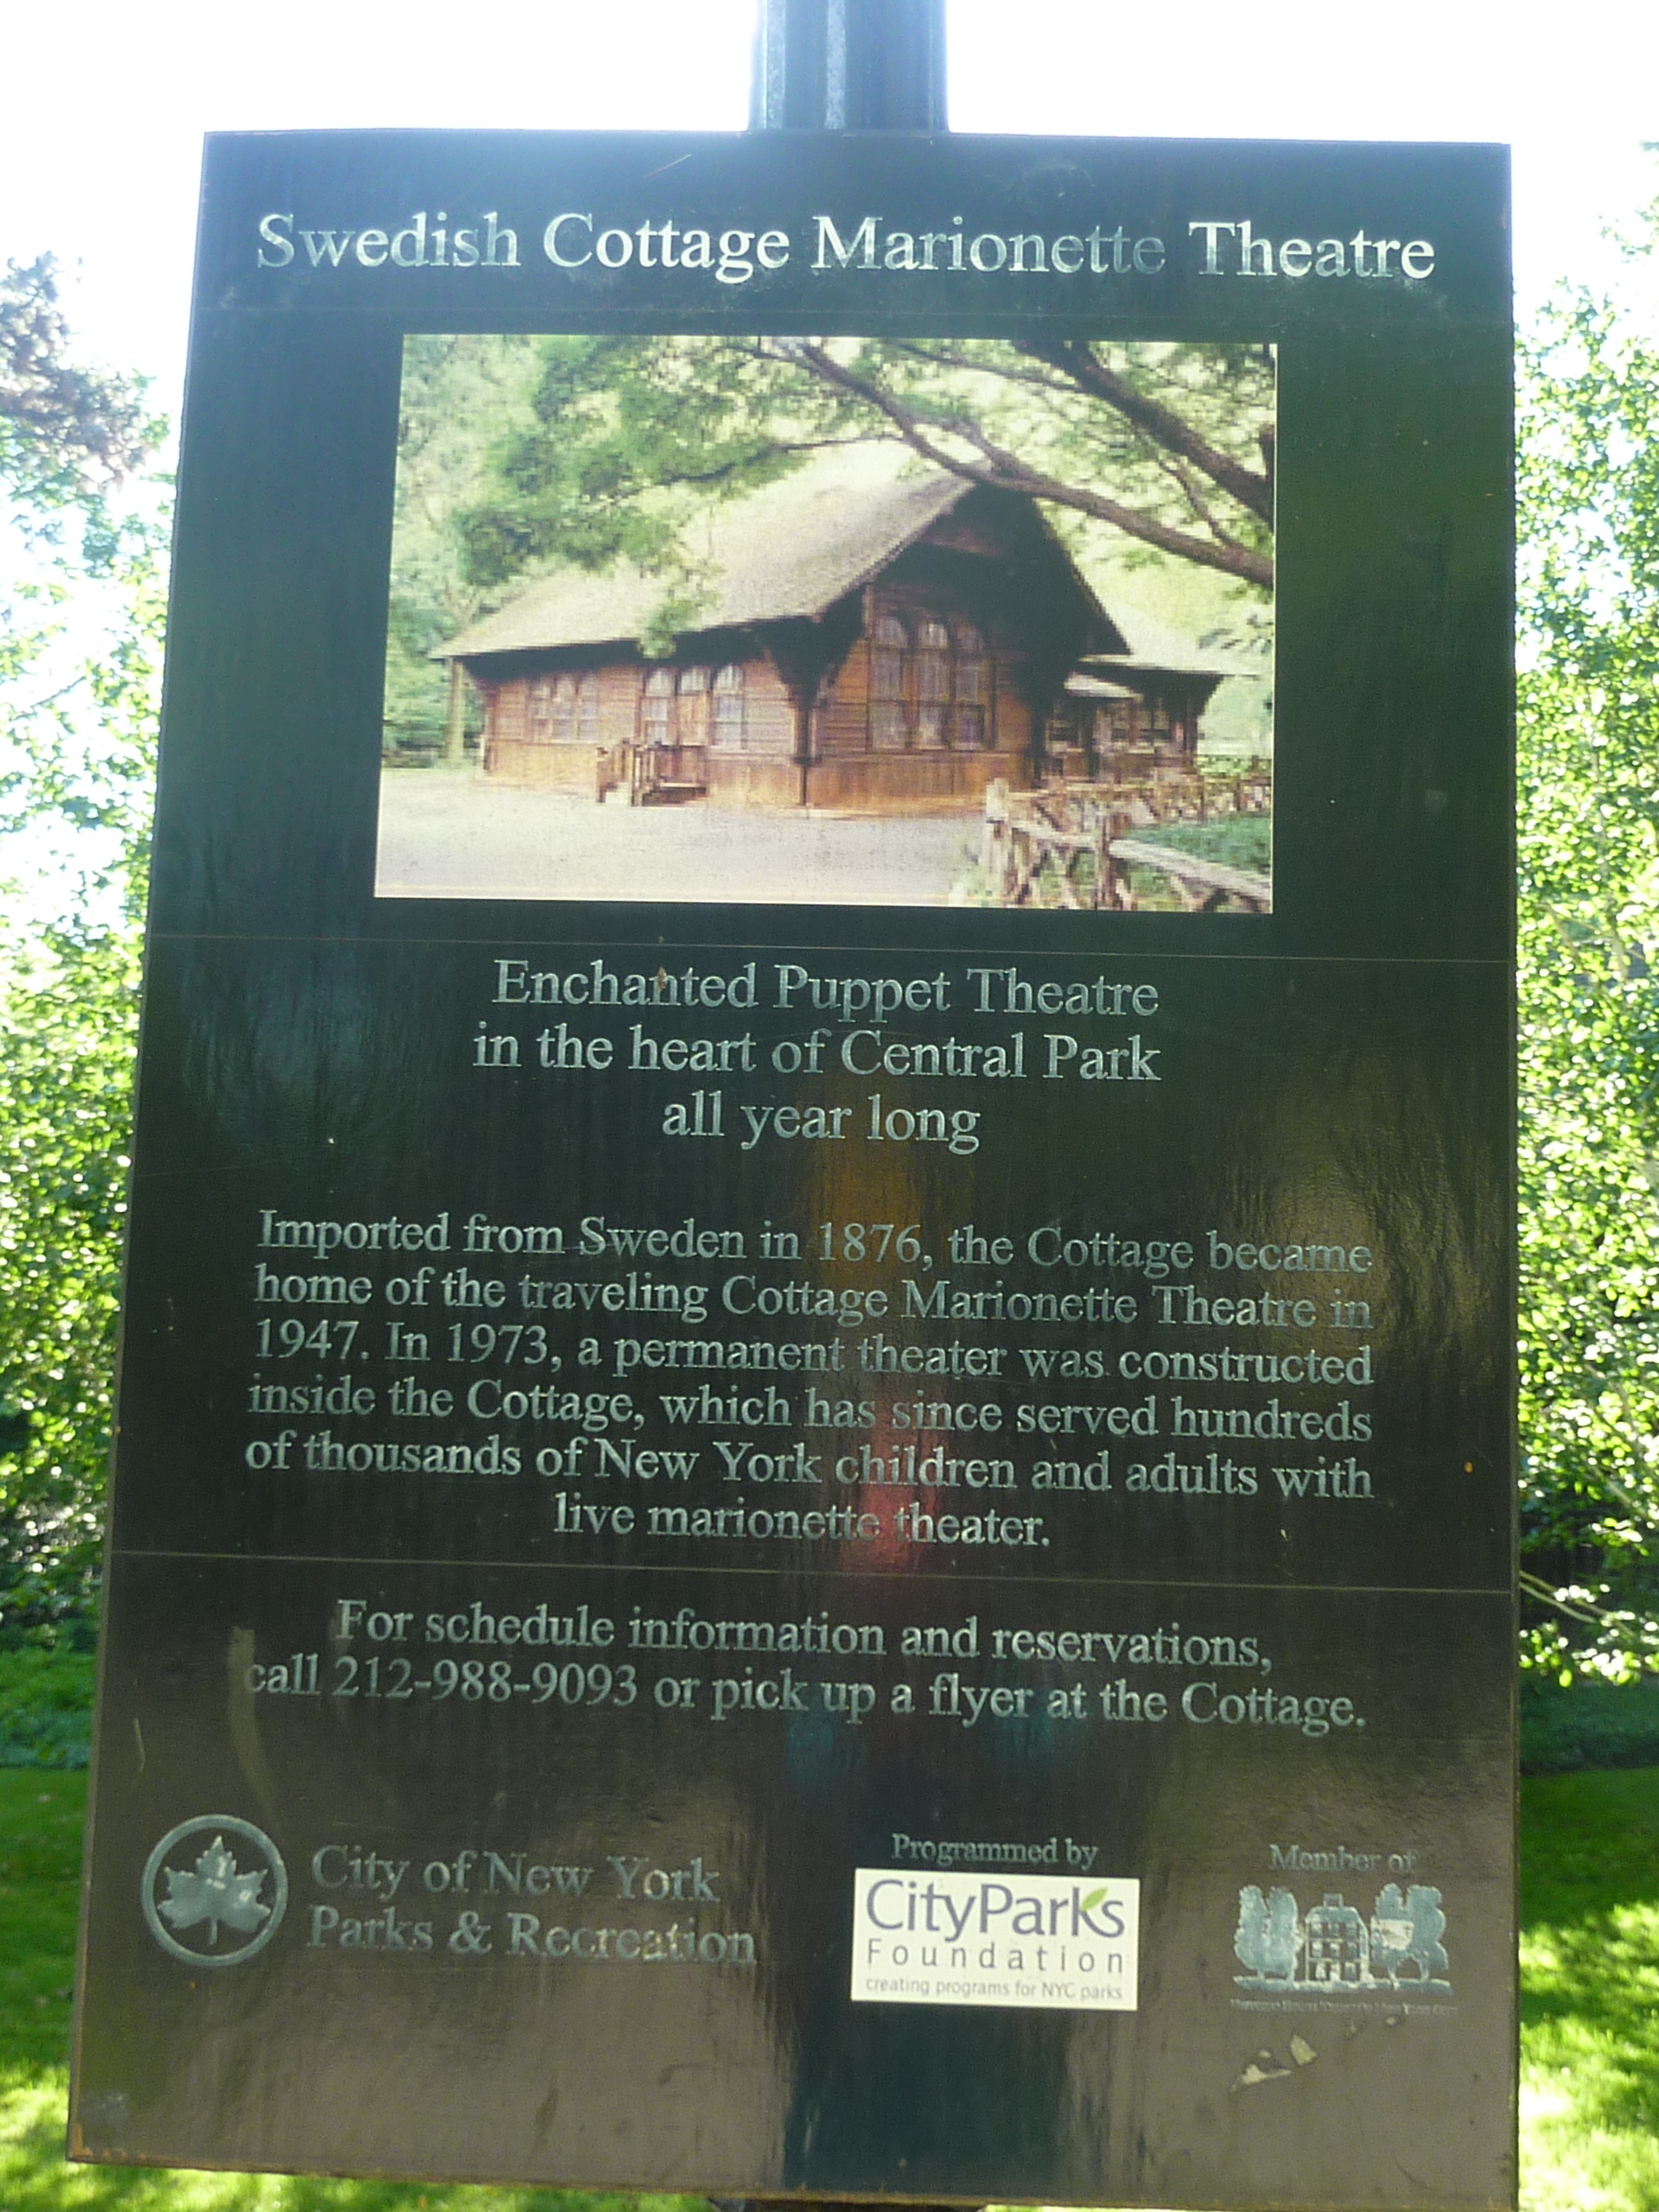 Swedish Cottage Marionette Theatre
Enchanted Puppet Theatre
in the heart of Central Park
all year long
Imported from Sweden in 1876, the Cottage became
home of the traveling Cottage Marionette Theatre in
1947. In 1973, a permanent theater was constructed
inside the Cottage, which has since served hundreds
of thousands of New York children and adults with
live marionette theater.
For schedule information and reservations,
call 212-988-9093 or pick up a flyer at the Cottage.
City of New York
Parks & Recreation
Programmed by
CityParks
Foundation
creating programs for NYC parks
Member of